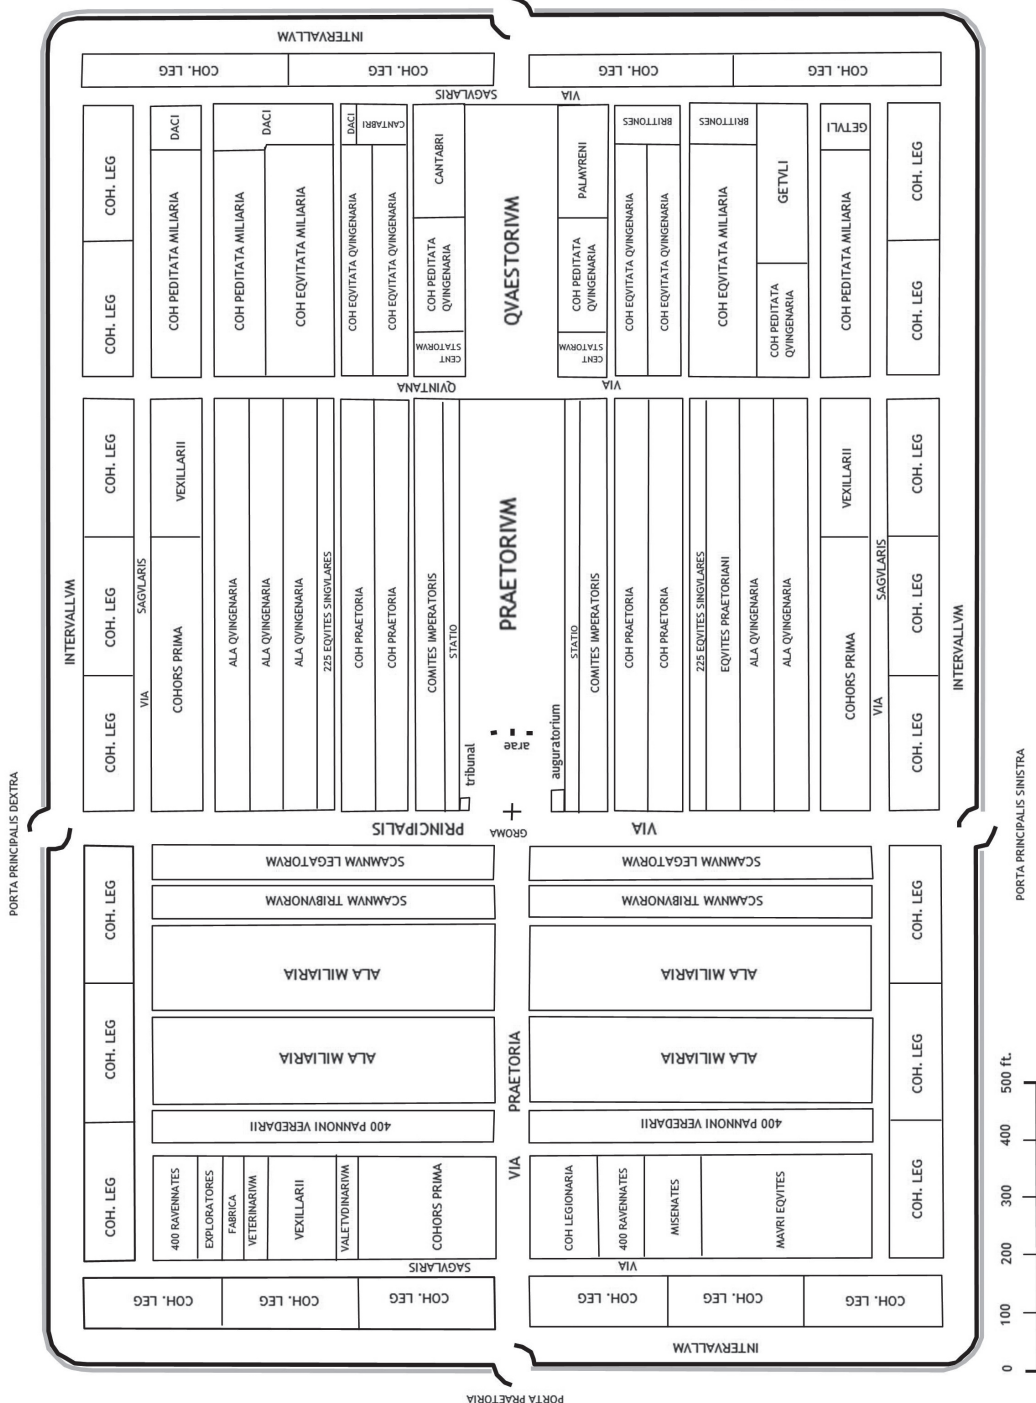 INTERVALLVM
COH. LEG
COH. LEG
COH. LEG
COH. LEG
SAGVLARIS
VIA
DACI
DACI
DACI
CANTABRI
CANTABRI
PALMYRENI
BRITTONES
BRITTONES
GETVLI
GETVLI
COH. LEG
COH. LEG
COH PEDITATA MILIARIA
COH PEDITATA MILIARIA
COH EQVITATA MILIARIA
COH EQVITATA QVINGENARIA
COH EQVITATA QVINGENARIA
COH PEDITATA
QVINGENARIA
CENT
STATORVM
QVAESTORIVM
COH PEDITATA
QVINGENARIA
CENT
STATORVM
COH EQVITATA QVINGENARIA
COH EQVITATA QVINGENARIA
COH EQVITATA MILIARIA
COH PEDITATA
QVINGENARIA
COH PEDITATA MILIARIA
COH. LEG
COH. LEG
QVINTANA
VIA
INTERVALLVM
COH. LEG
COH. LEG
COH. LEG
VIA
SAGVLARIS
VEXILLARII
COHORS PRIMA
ALA QVINGENARIA
ALA QVINGENARIA
ALA QVINGENARIA
225 EQVITES SINGVLARES
COH PRAETORIA
COH PRAETORIA
COMITES IMPERATORIS
STATIO
tribunal
PRAETORIVM
arae
auguratorium
STATIO
COMITES IMPERATORIS
COH PRAETORIA
COH PRAETORIA
225 EQVITES SINGVLARES
EQVITES PRAETORIANI
ALA QVINGENARIA
ALA QVINGENARIA
VEXILLARII
COHORS PRIMA
VIA
SAGVLARIS
COH. LEG
COH. LEG
COH. LEG
INTERVALLVM
PORTA PRINCIPALIS DEXTRA
PRINCIPALIS
GROMA
VIA
PORTA PRINCIPALIS SINISTRA
SCAMNVM LEGATORVM
SCAMNVM LEGATORVM
SCAMNVM TRIBVNORVM
SCAMNVM TRIBVNORVM
COH. LEG
COH. LEG
COH. LEG
ALA MILIARIA
ALA MILIARIA
ALA MILIARIA
ALA MILIARIA
VIA
PRAETORIA
400 PANNONI VEREDARII
400 PANNONI VEREDARII
COH. LEG
COH. LEG
COH. LEG
400 RAVENNATES
EXPLORATORES
FABRICA
VETERINARIVM
VEXILLARII
VALETVDINARIVM
COHORS PRIMA
COH LEGIONARIA
400 RAVENNATES
MISENATES
MAVRI EQVITES
SAGVLARIS
VIA
COH. LEG
COH. LEG
COH. LEG
COH. LEG
COH. LEG
COH. LEG
INTERVALLVM
PORTA PRAETORIA
0
100
200
300
400
500 ft.